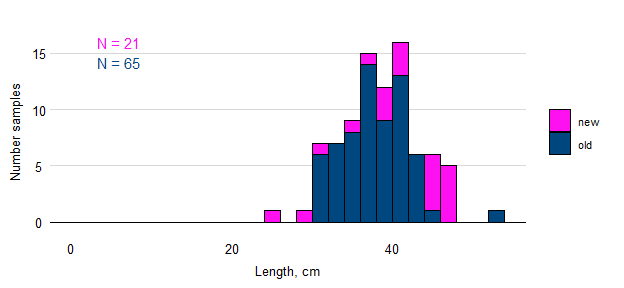 N = 21
N = 65
15
10
5
0
Number samples
0 20 40
Length, cm
new
old